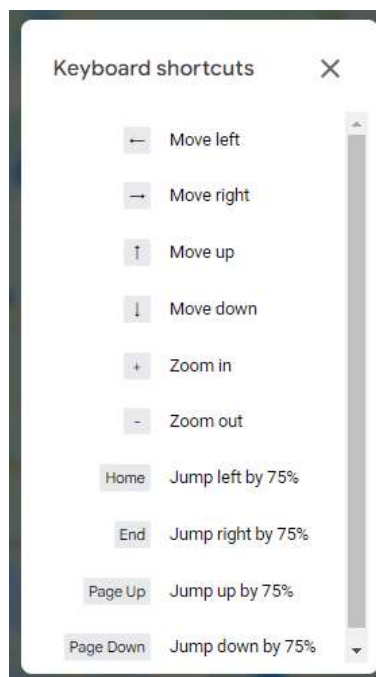 Keyboard shortcuts ×
← Move left
→ Move right
↑ Move up
↓ Move down
+ Zoom in
- Zoom out
Home Jump left by 75%
End Jump right by 75%
Page Up Jump up by 75%
Page Down Jump down by 75%